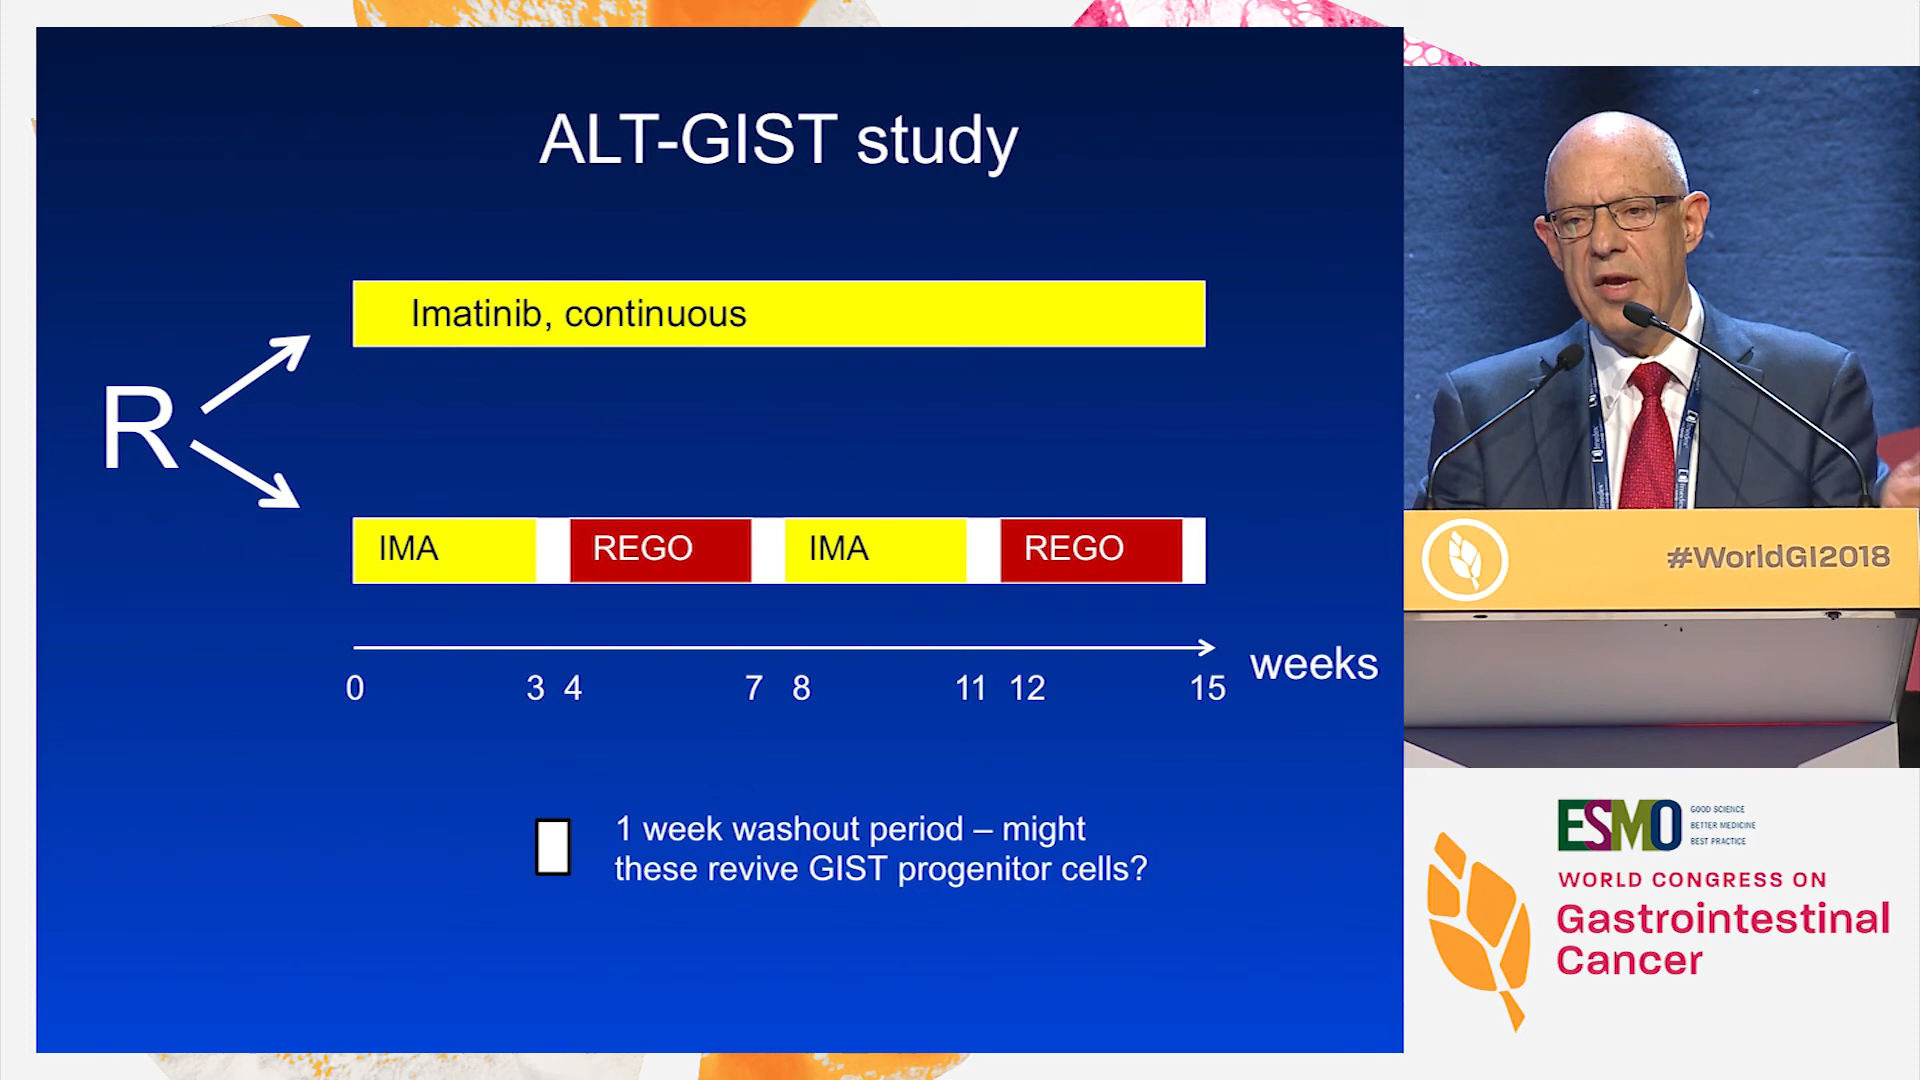 ALT-GIST study
Imatinib, continuous
R
IMA REGO IMA REGO
weeks
0 3 4 7 8 11 12 15
1 week washout period – might
these revive GIST progenitor cells?
#WorldGI2018
ESMO
GOOD SCIENCE
BETTER MEDICINE
BEST PRACTICE
WORLD CONGRESS ON
Gastrointestinal
Cancer